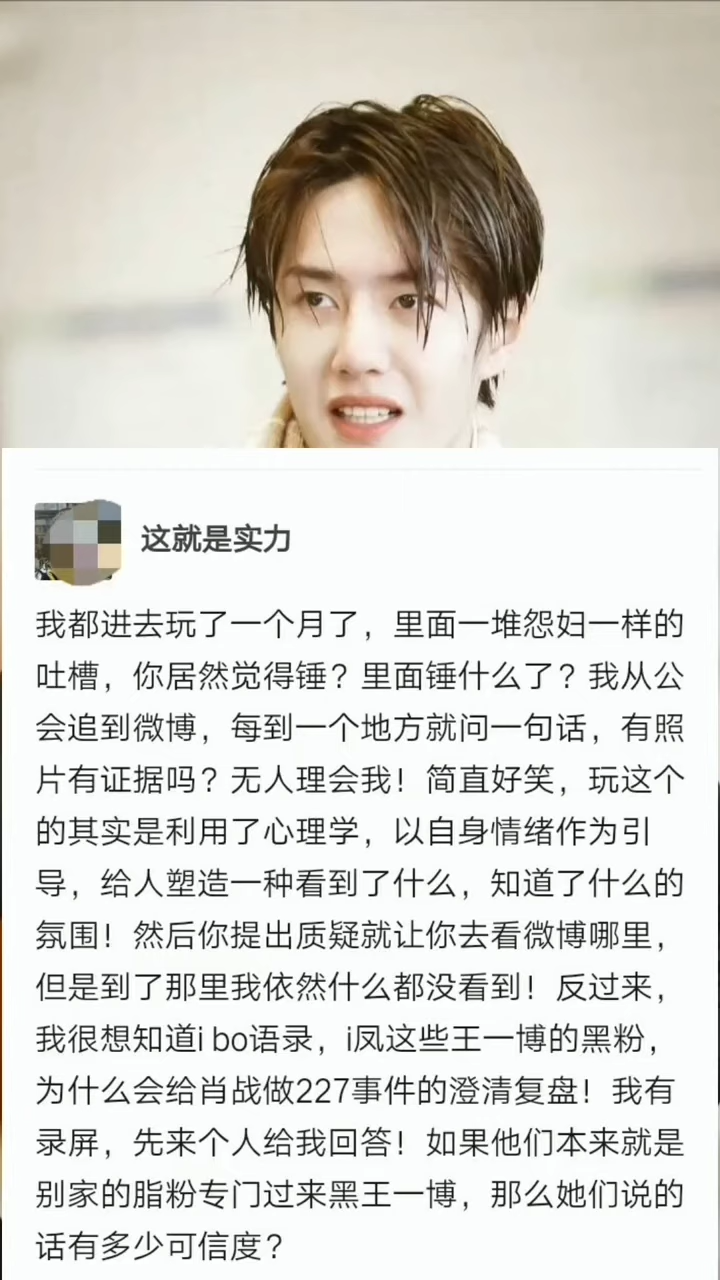 这就是实力
我都进去玩了一个月了，里面一堆怨妇一样的
吐槽，你居然觉得锤？里面锤什么了？我从公
会追到微博，每到一个地方就问一句话，有照
片有证据吗？无人理会我！简直好笑，玩这个
的其实是利用了心理学，以自身情绪作为引
导，给人塑造一种看到了什么，知道了什么的
氛围！然后你提出质疑就让你去看微博哪里，
但是到了那里我依然什么都没看到！反过来，
我很想知道i bo语录，i凤这些王一博的黑粉，
为什么会给肖战做227事件的澄清复盘！我有
录屏，先来个人给我回答！如果他们本来就是
别家的脂粉专门过来黑王一博，那么她们说的
话有多少可信度？